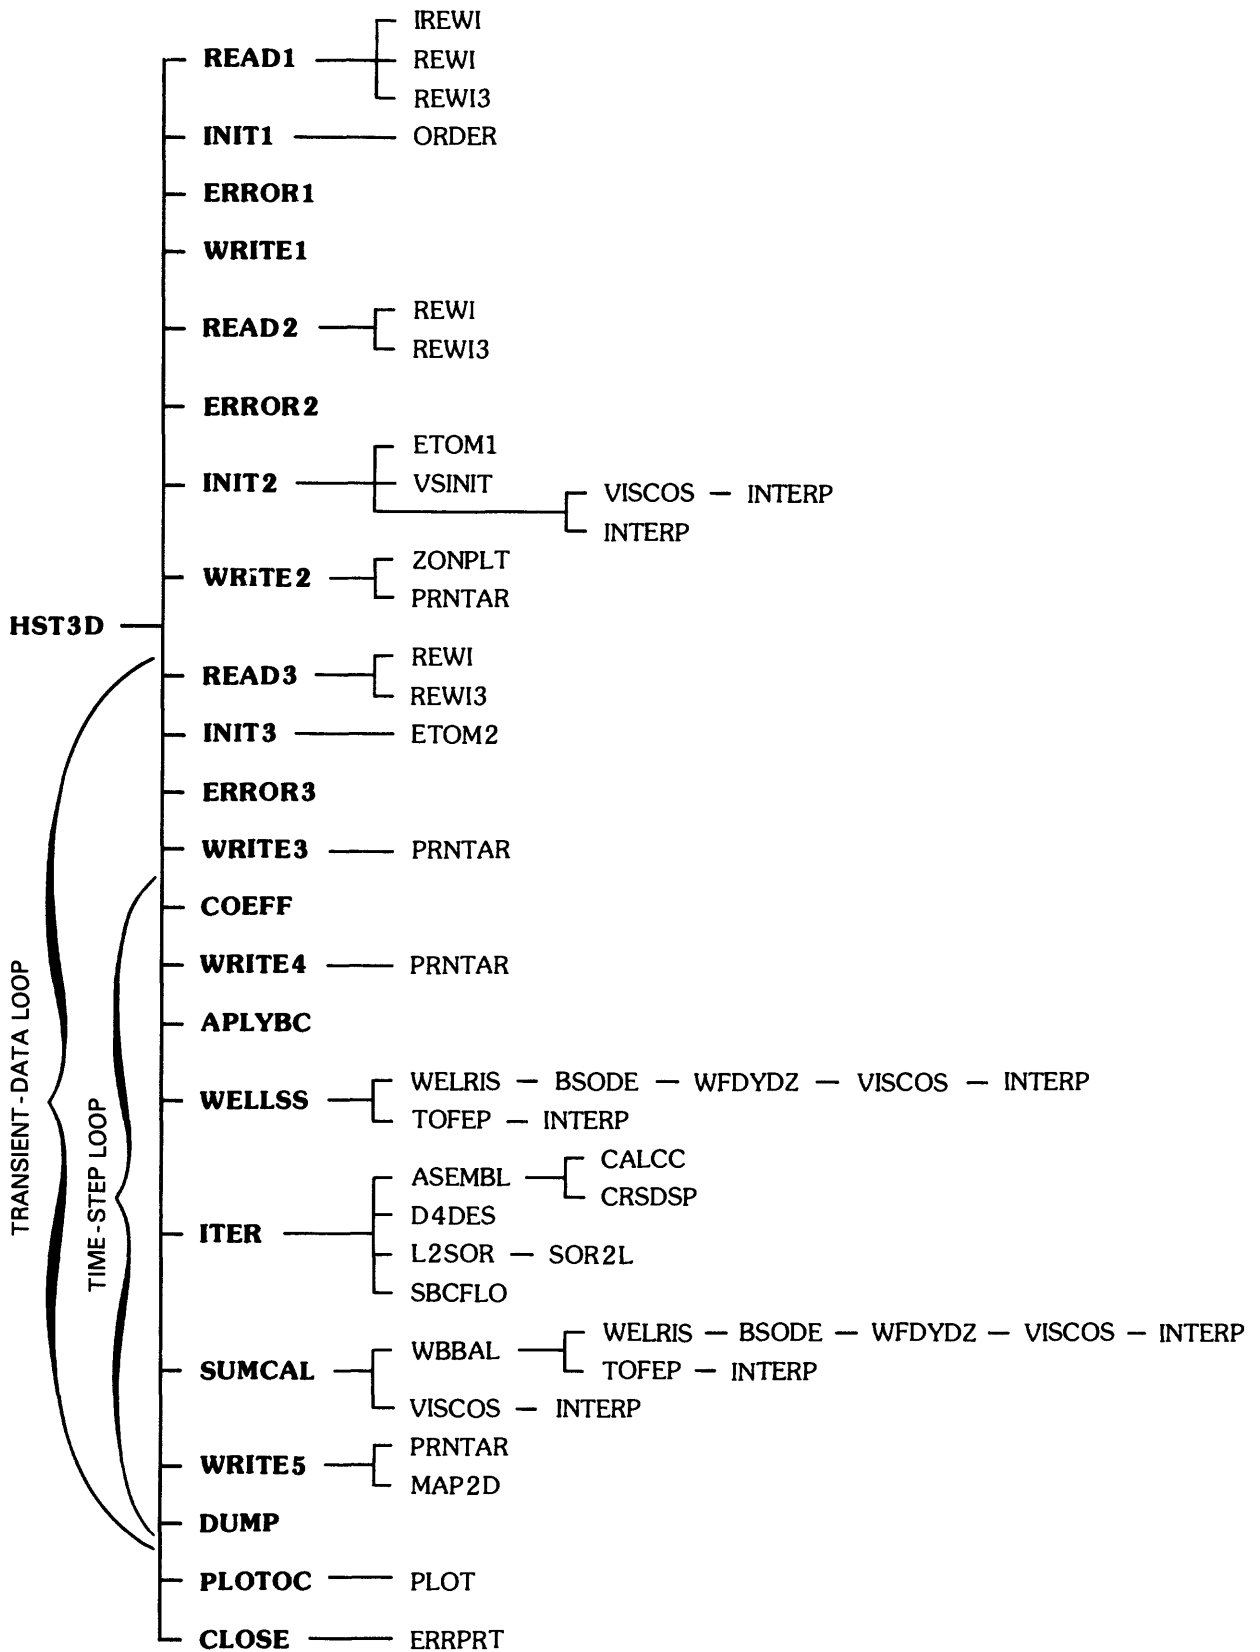 IREWI
READ1
REWI
REWI3
INIT1
ORDER
ERROR1
WRITE1
REWI
READ2
REWI3
ERROR2
ETOM1
INIT2
VSINIT
VISCOS — INTERP
INTERP
ZONPLT
WRiTE2
PRNTAR
HST3D
REWI
READ3
REWI3
INIT3
ETOM2
ERROR3
WRITE3
PRNTAR
COEFF
WRITE4
PRNTAR
APLYBC
WELRIS — BSODE — WFDYDZ — VISCOS — INTERP
WELLSS
TOFEP — INTERP
CALCC
ASEMBL
CRSDSP
D4DES
ITER
L2SOR — SOR2L
SBCFLO
WELRIS — BSODE — WFDYDZ — VISCOS — INTERP
WBBAL
TOFEP — INTERP
SUMCAL
VISCOS — INTERP
PRNTAR
WRITE5
MAP2D
DUMP
PLOTOC
PLOT
CLOSE
ERRPRT
TRANSIENT-DATA LOOP
TIME-STEP LOOP